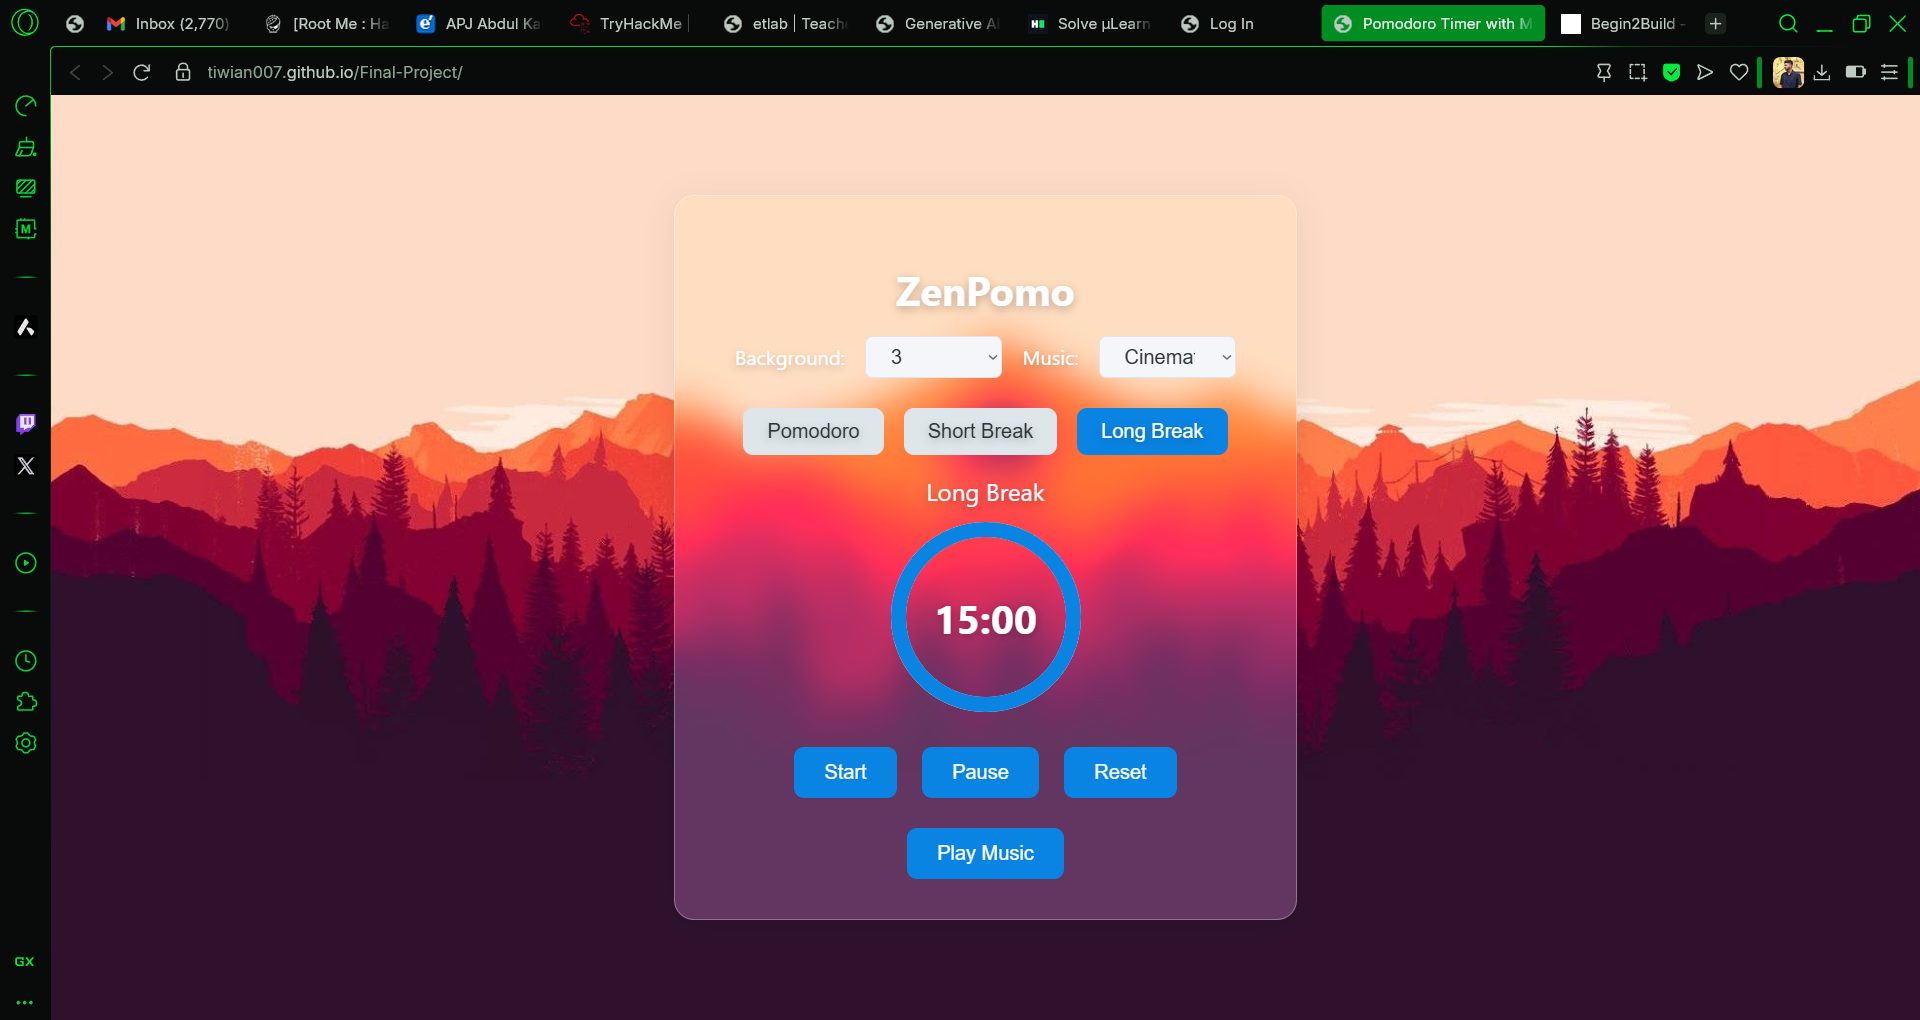 Inbox (2,770)
[Root Me : Ha
APJ Abdul Ka
TryHackMe |
etlab | Teach
Generative AI
Solve µLearn
Log In
Pomodoro Timer with M
Begin2Build -
tiwian007.github.io/Final-Project/
ZenPomo
Background: 3 Music: Cinema
Pomodoro Short Break Long Break
Long Break
15:00
Start Pause Reset
Play Music
GX